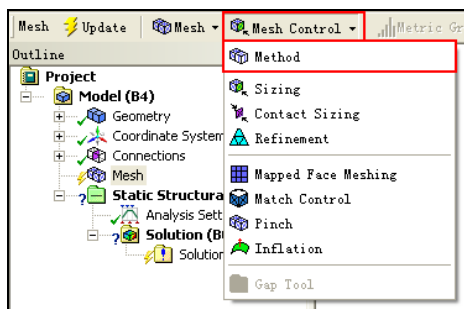 Mesh Update Mesh Mesh Control Metric Gr
Outline
Method
Project
Model (B4)
Sizing
Geometry
Contact Sizing
Coordinate System
Refinement
Connections
Mesh
Mapped Face Meshing
Static Structura
Match Control
Analysis Sett
Pinch
Solution (B
Inflation
Solution
Gap Tool